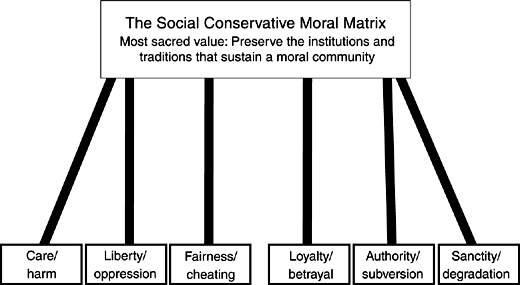 The Social Conservative Moral Matrix
Most sacred value: Preserve the institutions and
traditions that sustain a moral community
Care/
harm
Liberty/
oppression
Fairness/
cheating
Loyalty/
betrayal
Authority/
subversion
Sanctity/
degradation